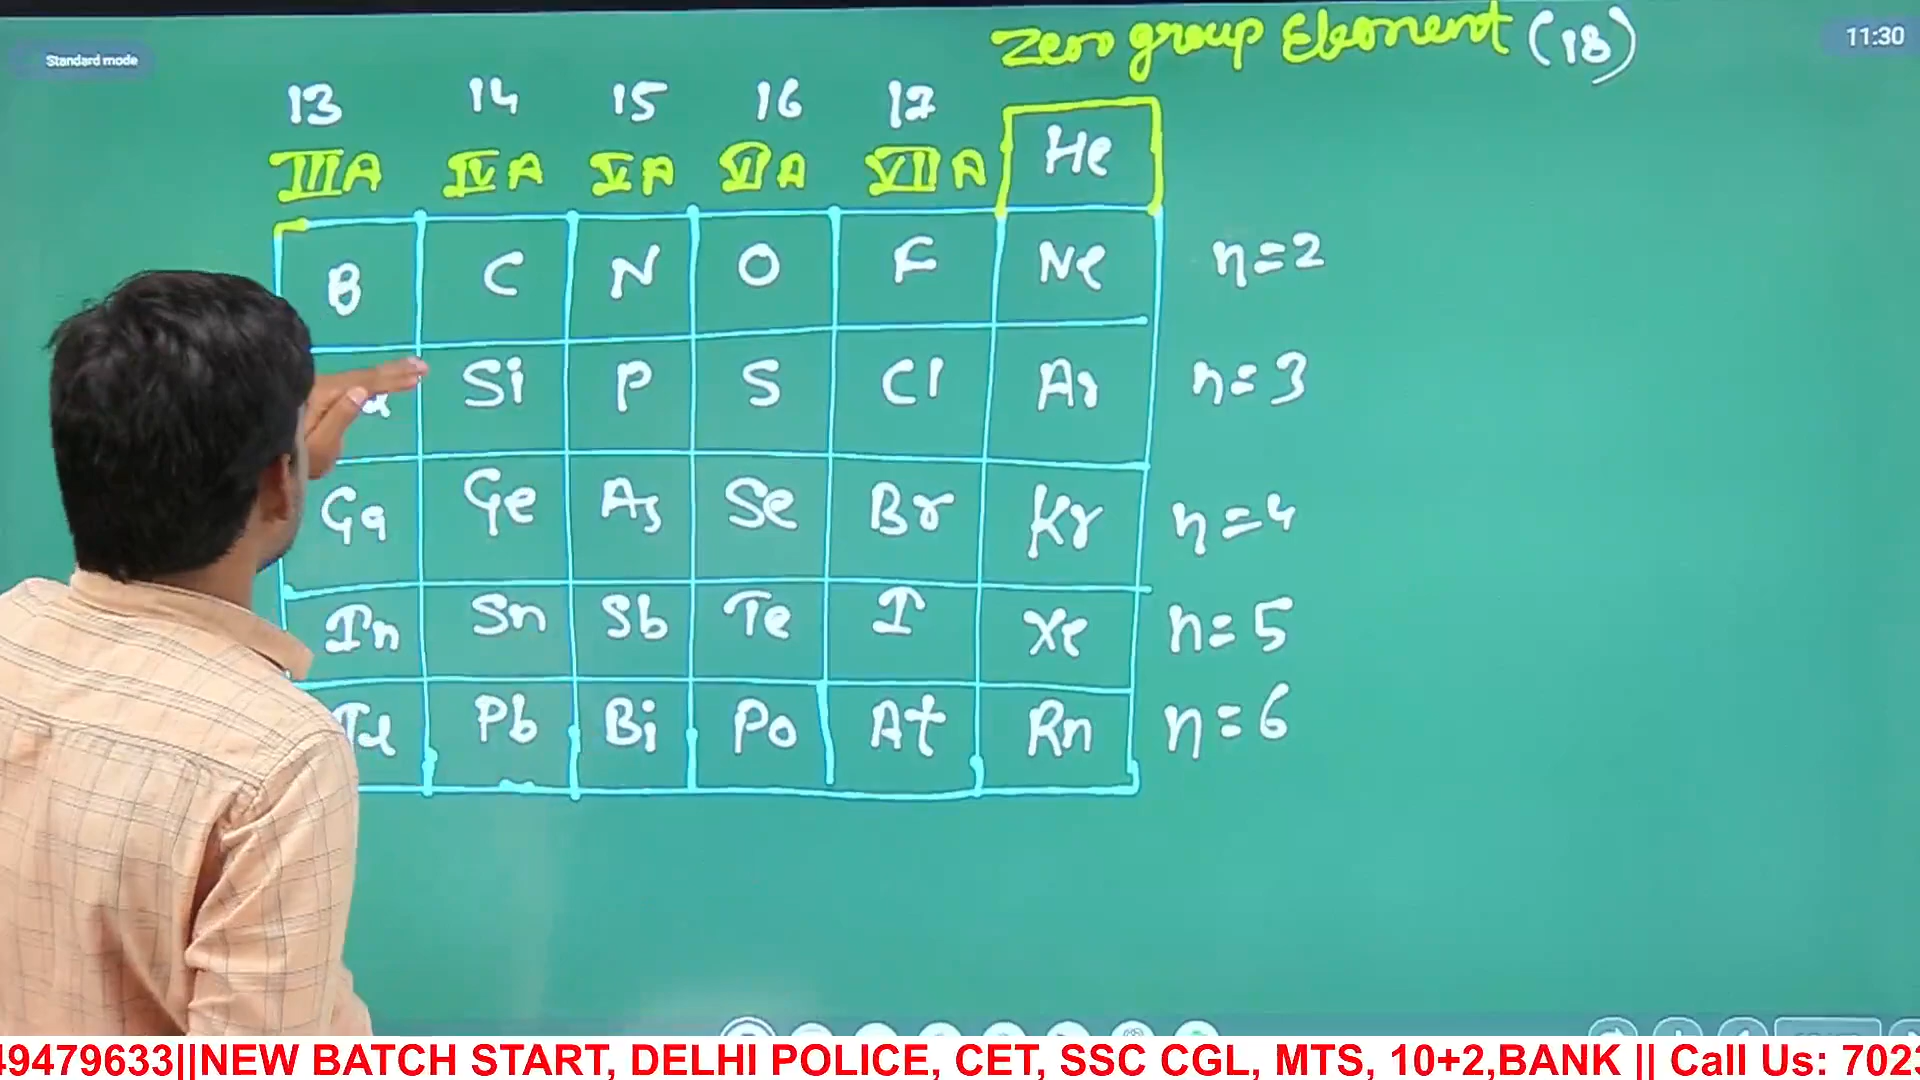 Zero group Element (18)
11:30
Standard mode
13 14 15 16 17
IIIA IVA VA VIA VIIA He
B C N O F Ne n=2
Si P S Cl Ar n=3
Ga Ge As Se Br Kr n=4
In Sn Sb Te I Xe n=5
Pb Bi Po At Rn n=6
49479633||NEW BATCH START, DELHI POLICE, CET, SSC CGL, MTS, 10+2,BANK || Call Us: 702